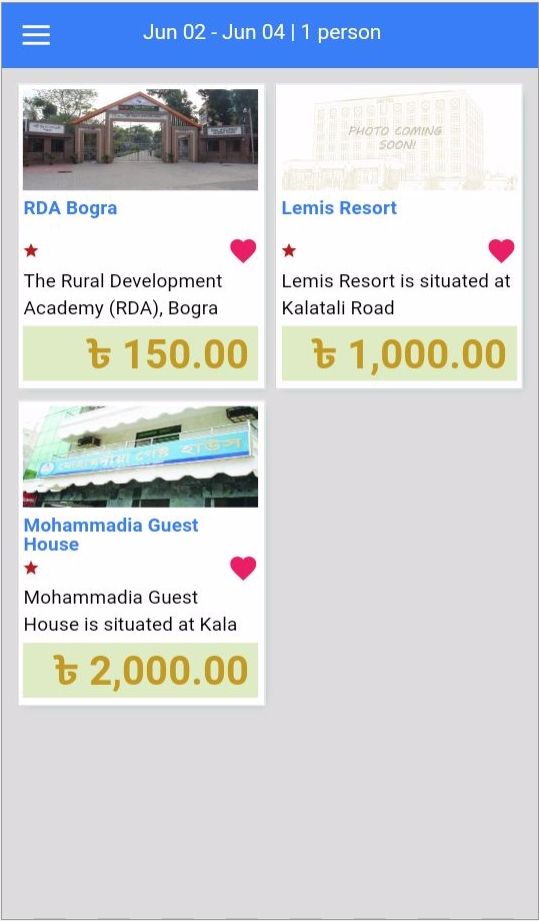 Jun 02 - Jun 04 | 1 person
PHOTO COMING
SOON!
RDA Bogra
The Rural Development
Academy (RDA), Bogra
৳ 150.00
Lemis Resort
Lemis Resort is situated at
Kalatali Road
৳ 1,000.00
গেষ্ট হাউস
Mohammadia Guest
House
Mohammadia Guest
House is situated at Kala
৳ 2,000.00